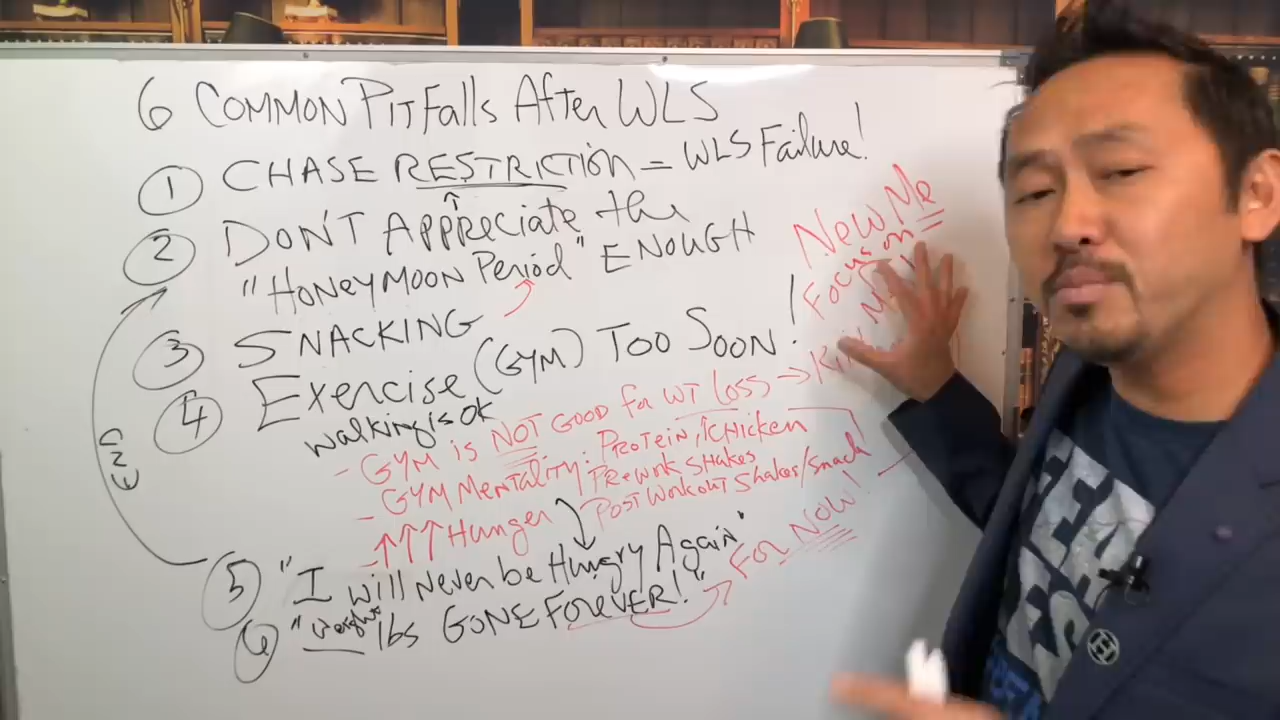 6 COMMON PITFalls After WLS
1 CHASE RESTRICTION = WLS Failure!
2 DON'T APPRECIATE the
"HONEYMOON Period" ENOUGH
3 SNACKING
4 Exercise (GYM) TOO SOON!
walking is ok
- GYM is NOT GOOD for WT LOSS →
- GYM MENTALITY: PROTEIN, ↑CHICKEN
PREWORK SHAKES
POST WORKOUT Shakes/Snack
- ↑↑↑ Hunger
5 "I will Never be Hungry Again"
6 "weight lbs GONE FOREVER!"
FOR NOW!
New Me
Focus on